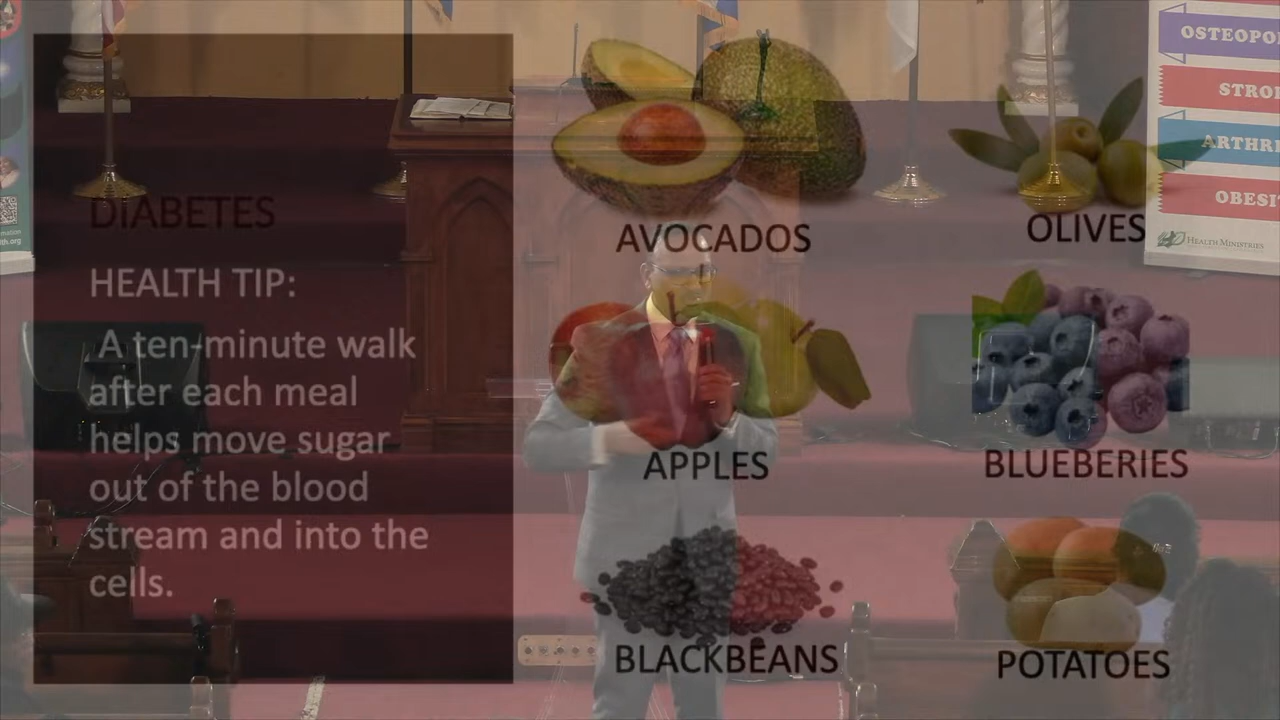 DIABETES
HEALTH TIP:
A ten-minute walk
after each meal
helps move sugar
out of the blood
stream and into the
cells.
AVOCADOS
OLIVES
APPLES
BLUEBERIES
BLACKBEANS
POTATOES
OSTEOPO
STRO
ARTHRI
OBESI
HEALTH MINISTRIES